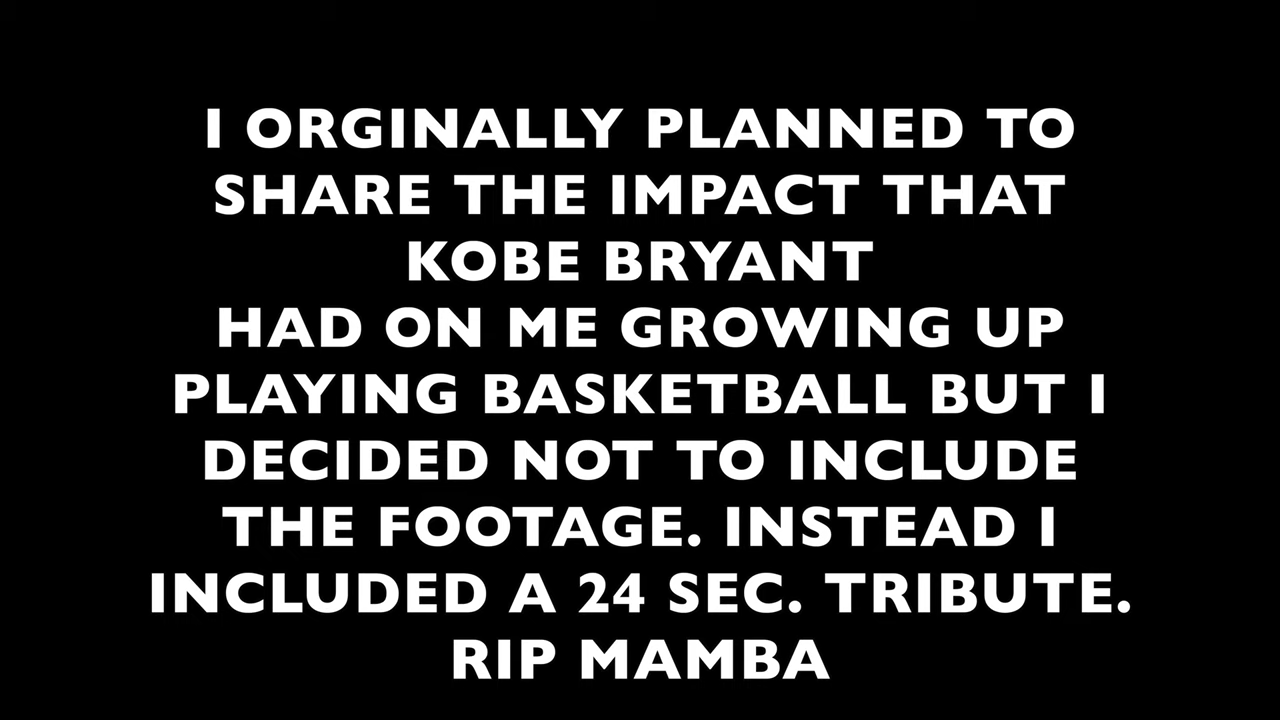 I ORGINALLY PLANNED TO
SHARE THE IMPACT THAT
KOBE BRYANT
HAD ON ME GROWING UP
PLAYING BASKETBALL BUT I
DECIDED NOT TO INCLUDE
THE FOOTAGE. INSTEAD I
INCLUDED A 24 SEC. TRIBUTE.
RIP MAMBA